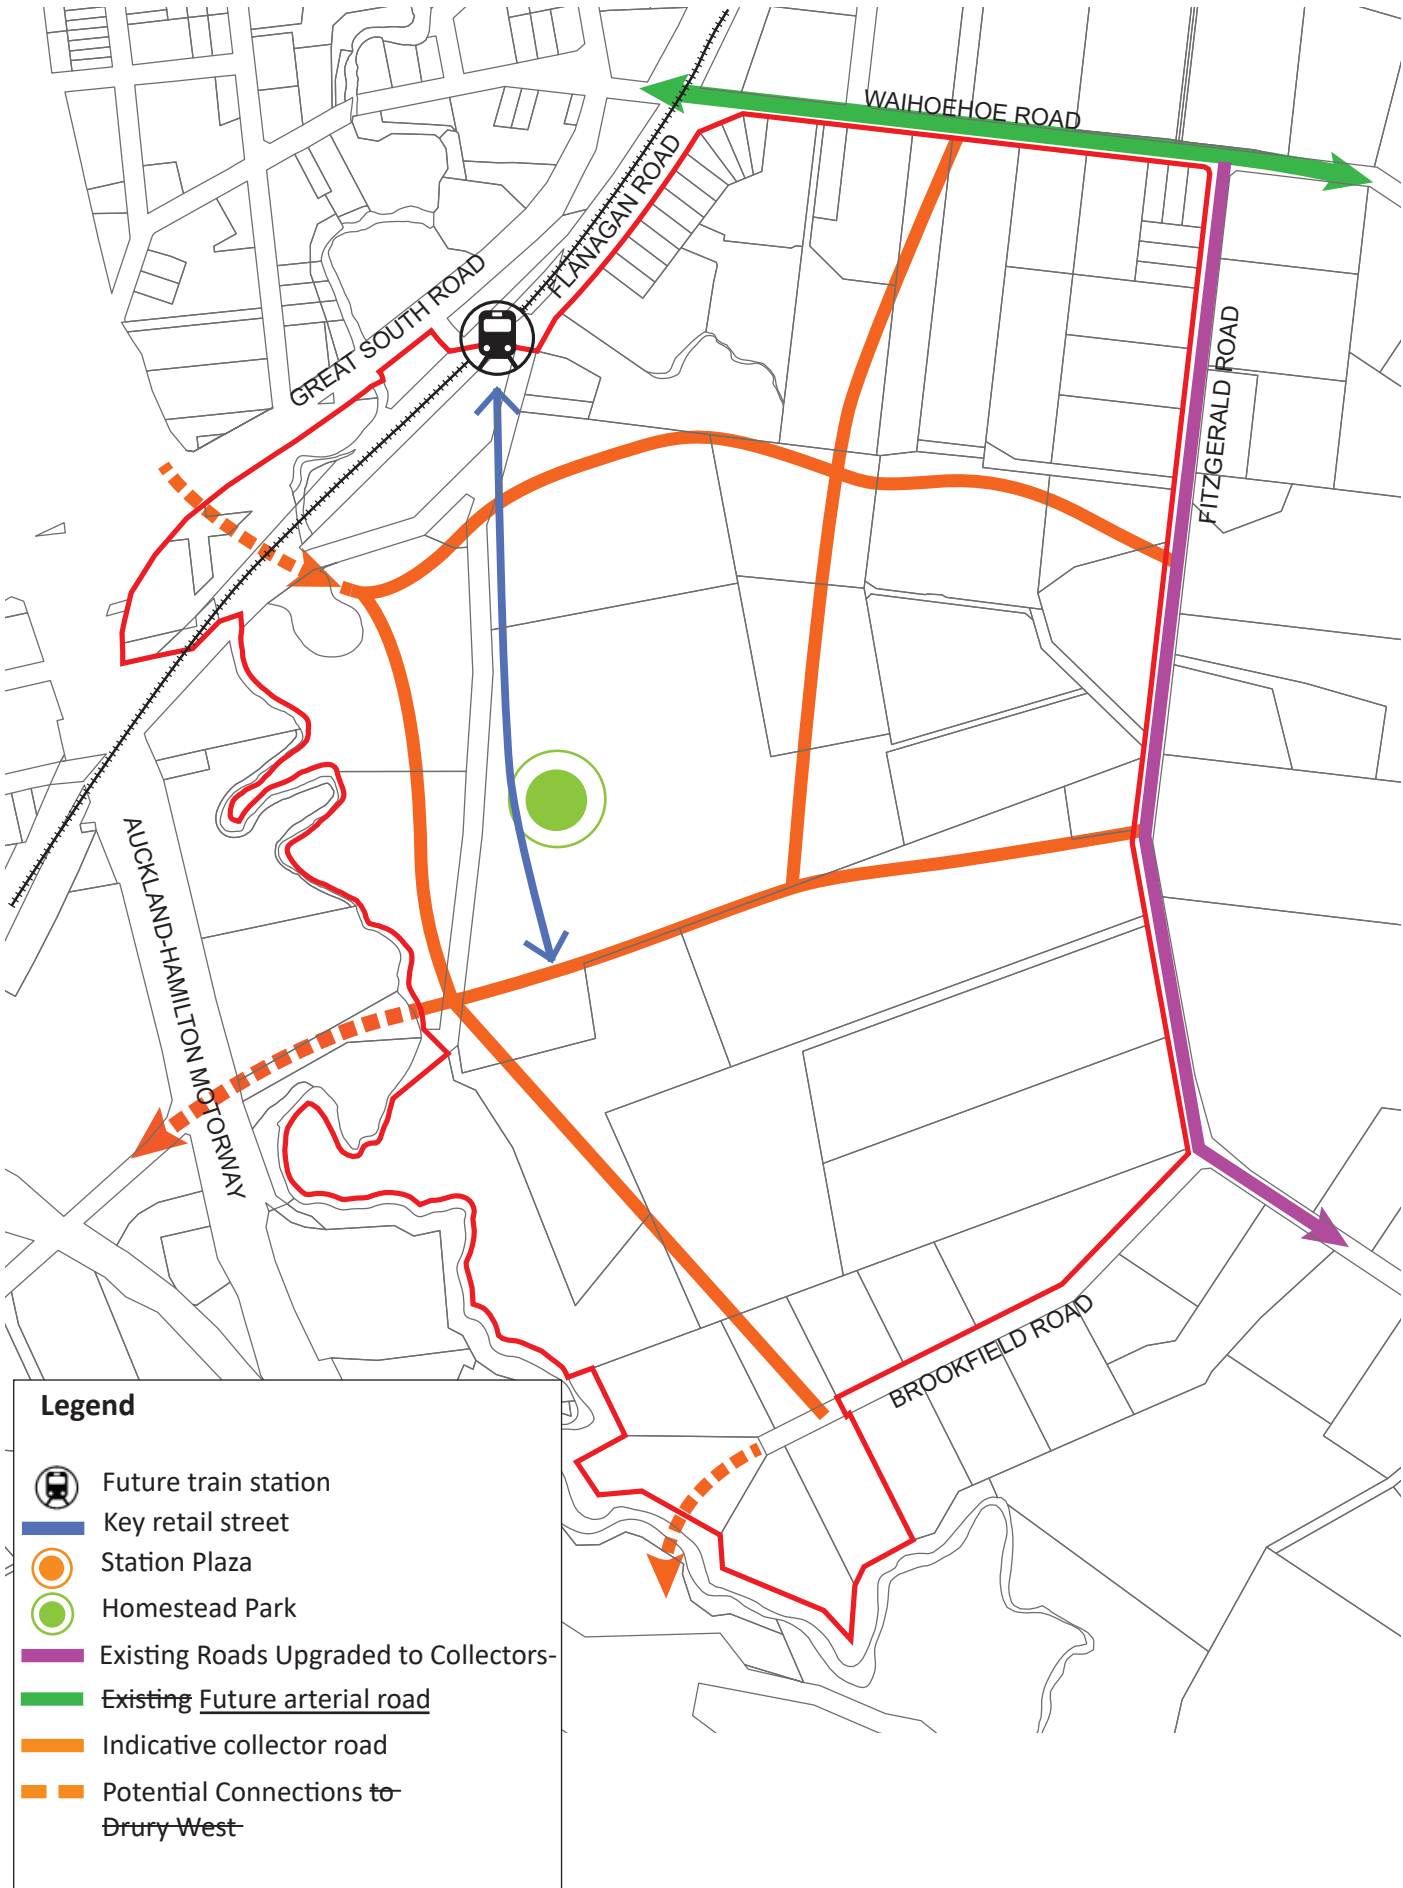 WAIHOEHOE ROAD
FLANAGAN ROAD
GREAT SOUTH ROAD
FITZGERALD ROAD
AUCKLAND-HAMILTON MOTORWAY
BROOKFIELD ROAD
Legend
Future train station
Key retail street
Station Plaza
Homestead Park
Existing Roads Upgraded to Collectors-
Existing Future arterial road
Indicative collector road
Potential Connections to
Drury West